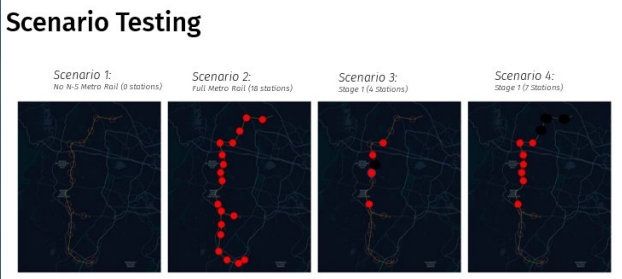 Scenario Testing
Scenario 1:
No N-S Metro Rail (0 stations)
Scenario 2:
Full Metro Rail (18 stations)
Scenario 3:
Stage 1 (4 Stations)
Scenario 4:
Stage 1 (7 Stations)